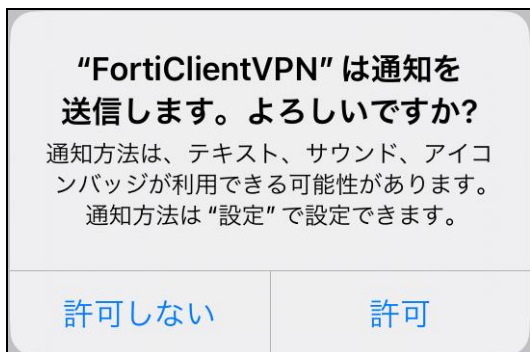 “FortiClientVPN”は通知を
送信します。よろしいですか?
通知方法は、テキスト、サウンド、アイコ
ンバッジが利用できる可能性があります。
通知方法は“設定”で設定できます。
許可しない
許可